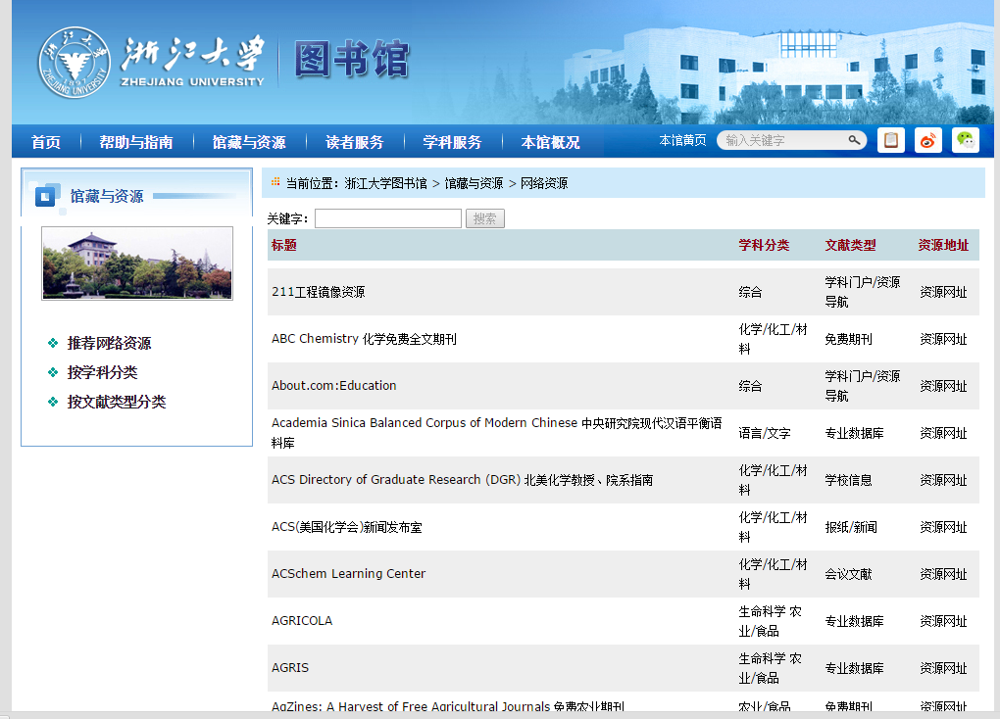 浙江大学
ZHEJIANG UNIVERSITY
图书馆
首页 帮助与指南 馆藏与资源 读者服务 学科服务 本馆概况 本馆黄页 输入关键字
馆藏与资源
推荐网络资源
按学科分类
按文献类型分类
当前位置：浙江大学图书馆 > 馆藏与资源 > 网络资源
关键字： 搜索
标题 学科分类 文献类型 资源地址
211工程镜像资源 综合 学科门户/资源导航 资源网址
ABC Chemistry 化学免费全文期刊 化学/化工/材料 免费期刊 资源网址
About.com:Education 综合 学科门户/资源导航 资源网址
Academia Sinica Balanced Corpus of Modern Chinese 中央研究院现代汉语平衡语
料库 语言/文字 专业数据库 资源网址
ACS Directory of Graduate Research (DGR) 北美化学教授、院系指南 化学/化工/材料 学校信息 资源网址
ACS(美国化学会)新闻发布室 化学/化工/材料 报纸/新闻 资源网址
ACSchem Learning Center 化学/化工/材料 会议文献 资源网址
AGRICOLA 生命科学 农业/食品 专业数据库 资源网址
AGRIS 生命科学 农业/食品 专业数据库 资源网址
AgZines: A Harvest of Free Agricultural Journals 免费农业期刊 农业/食品 免费期刊 资源网址